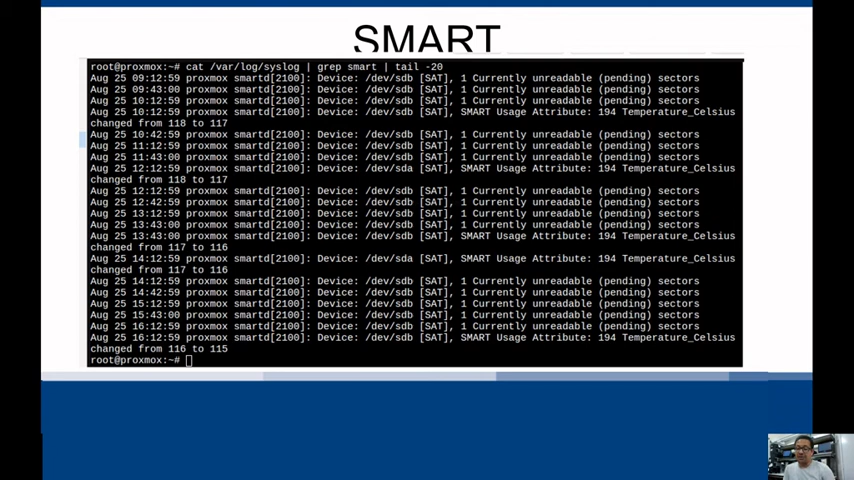 SMART
root@proxmox:~# cat /var/log/syslog | grep smart | tail -20
Aug 25 09:12:59 proxmox smartd[2100]: Device: /dev/sdb [SAT], 1 Currently unreadable (pending) sectors
Aug 25 09:43:00 proxmox smartd[2100]: Device: /dev/sdb [SAT], 1 Currently unreadable (pending) sectors
Aug 25 10:12:59 proxmox smartd[2100]: Device: /dev/sdb [SAT], 1 Currently unreadable (pending) sectors
Aug 25 10:12:59 proxmox smartd[2100]: Device: /dev/sdb [SAT], SMART Usage Attribute: 194 Temperature_Celsius
changed from 118 to 117
Aug 25 10:42:59 proxmox smartd[2100]: Device: /dev/sdb [SAT], 1 Currently unreadable (pending) sectors
Aug 25 11:12:59 proxmox smartd[2100]: Device: /dev/sdb [SAT], 1 Currently unreadable (pending) sectors
Aug 25 11:43:00 proxmox smartd[2100]: Device: /dev/sdb [SAT], 1 Currently unreadable (pending) sectors
Aug 25 12:12:59 proxmox smartd[2100]: Device: /dev/sda [SAT], SMART Usage Attribute: 194 Temperature_Celsius
changed from 118 to 117
Aug 25 12:12:59 proxmox smartd[2100]: Device: /dev/sdb [SAT], 1 Currently unreadable (pending) sectors
Aug 25 12:42:59 proxmox smartd[2100]: Device: /dev/sdb [SAT], 1 Currently unreadable (pending) sectors
Aug 25 13:12:59 proxmox smartd[2100]: Device: /dev/sdb [SAT], 1 Currently unreadable (pending) sectors
Aug 25 13:43:00 proxmox smartd[2100]: Device: /dev/sdb [SAT], 1 Currently unreadable (pending) sectors
Aug 25 13:43:00 proxmox smartd[2100]: Device: /dev/sdb [SAT], SMART Usage Attribute: 194 Temperature_Celsius
changed from 117 to 116
Aug 25 14:12:59 proxmox smartd[2100]: Device: /dev/sda [SAT], SMART Usage Attribute: 194 Temperature_Celsius
changed from 117 to 116
Aug 25 14:12:59 proxmox smartd[2100]: Device: /dev/sdb [SAT], 1 Currently unreadable (pending) sectors
Aug 25 14:42:59 proxmox smartd[2100]: Device: /dev/sdb [SAT], 1 Currently unreadable (pending) sectors
Aug 25 15:12:59 proxmox smartd[2100]: Device: /dev/sdb [SAT], 1 Currently unreadable (pending) sectors
Aug 25 15:43:00 proxmox smartd[2100]: Device: /dev/sdb [SAT], 1 Currently unreadable (pending) sectors
Aug 25 16:12:59 proxmox smartd[2100]: Device: /dev/sdb [SAT], 1 Currently unreadable (pending) sectors
Aug 25 16:12:59 proxmox smartd[2100]: Device: /dev/sdb [SAT], SMART Usage Attribute: 194 Temperature_Celsius
changed from 116 to 115
root@proxmox:~#